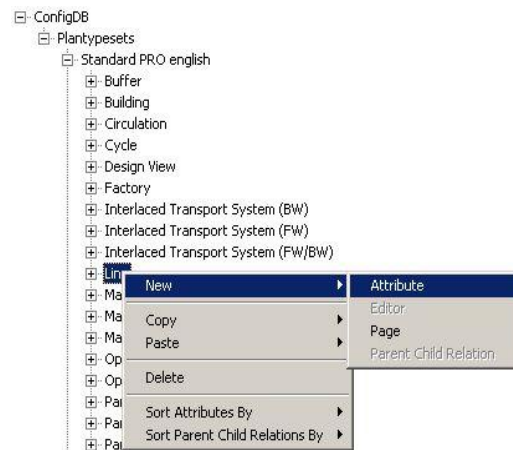 ConfigDB
Plantypesets
Standard PRO english
Buffer
Building
Circulation
Cycle
Design View
Factory
Interlaced Transport System (BW)
Interlaced Transport System (FW)
Interlaced Transport System (FW/BW)
New
Copy
Paste
Delete
Sort Attributes By
Sort Parent Child Relations By
Attribute
Editor
Page
Parent Child Relation